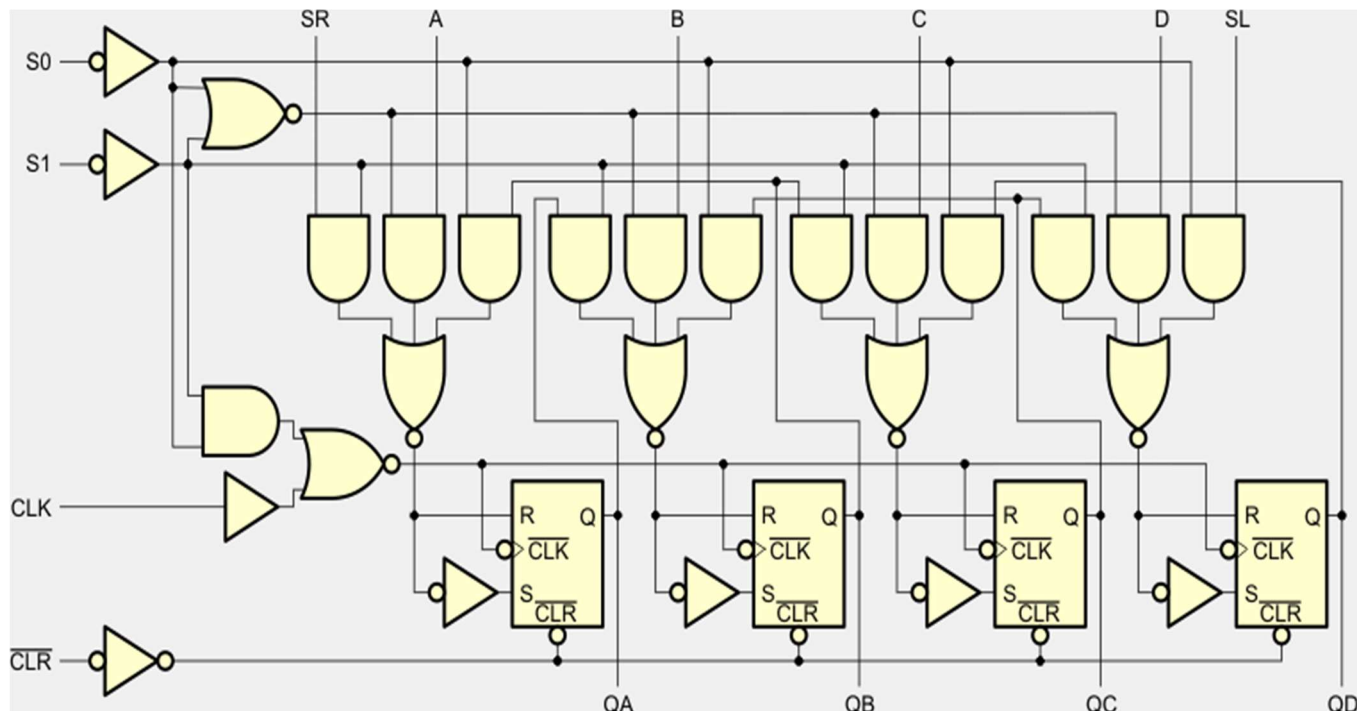 SR A B C D SL
S0
S1
CLK
R Q R Q R Q R Q
CLK CLK CLK CLK
S S S S
CLR CLR CLR CLR
CLR
QA QB QC QD